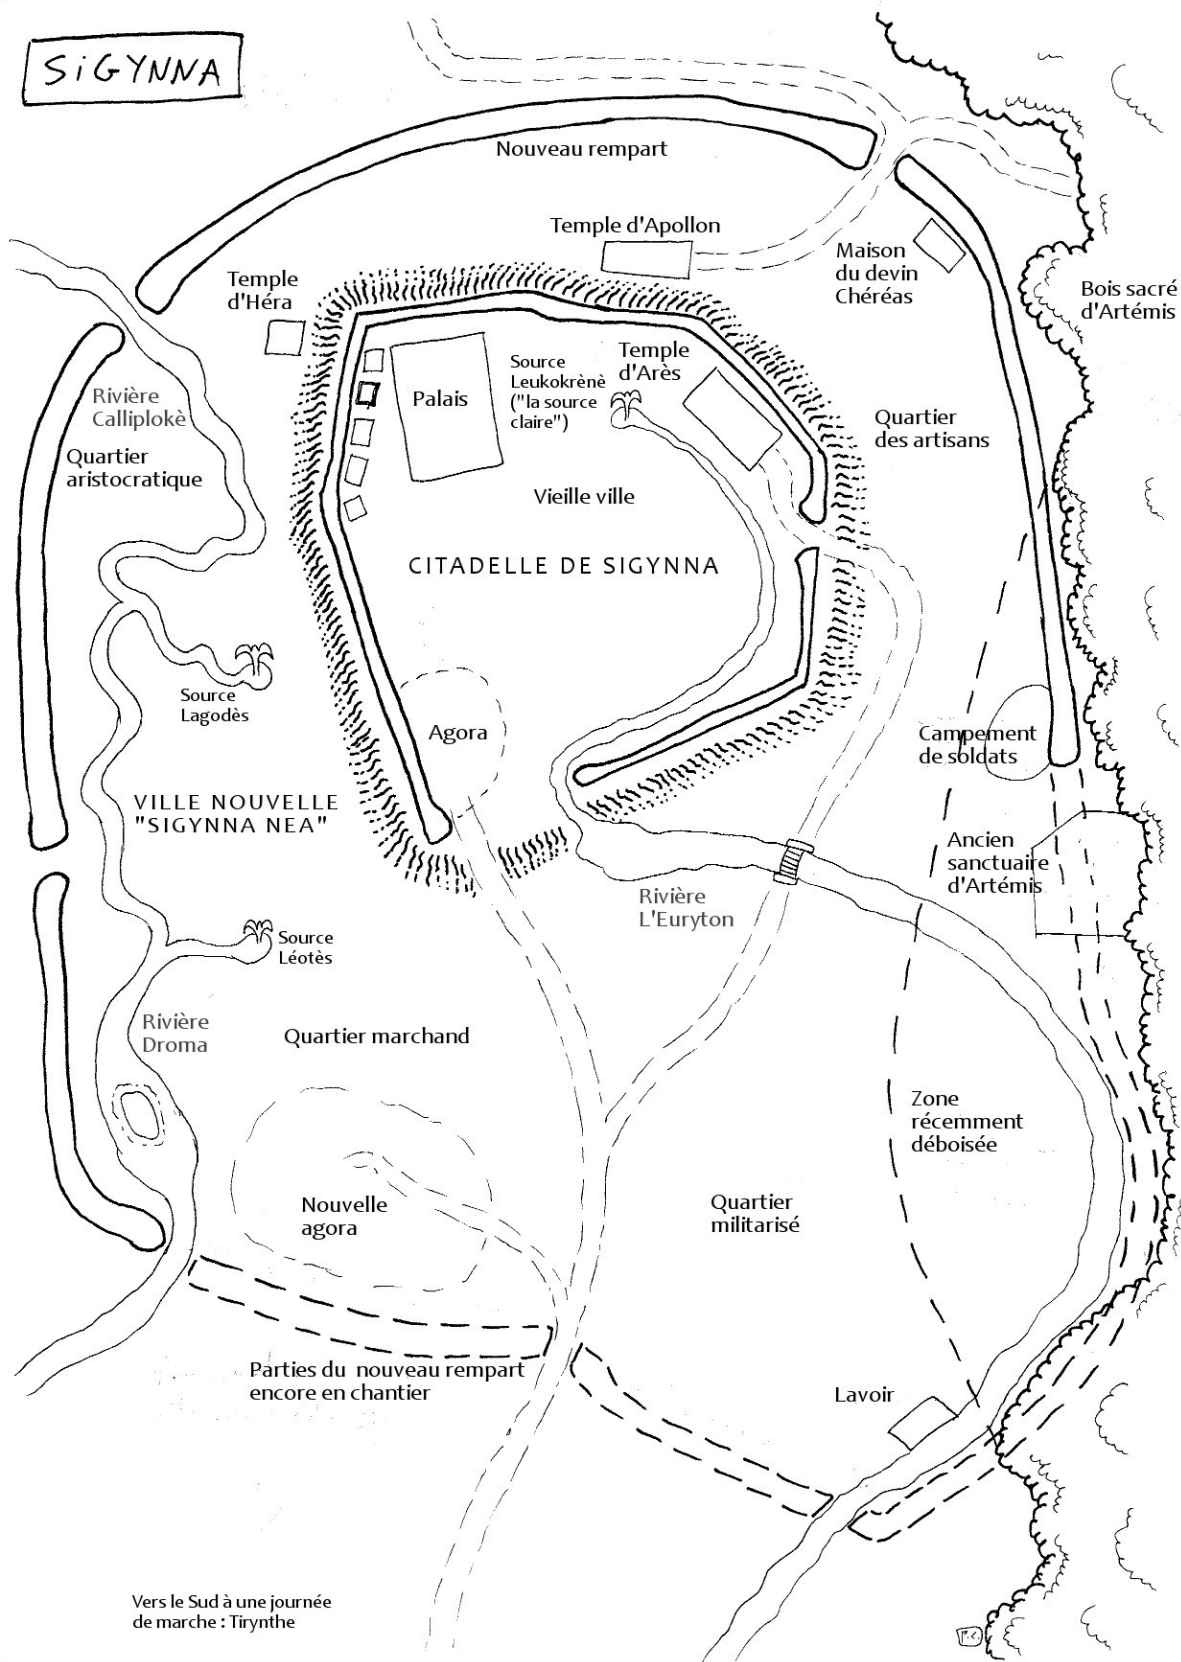 SiGYNNA
Nouveau rempart
Temple d'Apollon
Maison
du devin
Chéréas
Bois sacré
d'Artémis
Temple
d'Héra
Source
Leukokrènè
("la source
claire")
Temple
d'Arès
Palais
Rivière
Calliplokè
Quartier
aristocratique
Quartier
des artisans
Vieille ville
CITADELLE DE SIGYNNA
Source
Lagodès
Agora
Campement
de soldats
VILLE NOUVELLE
"SIGYNNA NEA"
Ancien
sanctuaire
d'Artémis
Rivière
L'Euryton
Source
Léotès
Rivière
Droma
Quartier marchand
Zone
récemment
déboisée
Nouvelle
agora
Quartier
militarisé
Parties du nouveau rempart
encore en chantier
Lavoir
Vers le Sud à une journée
de marche : Tirynthe
P.C.